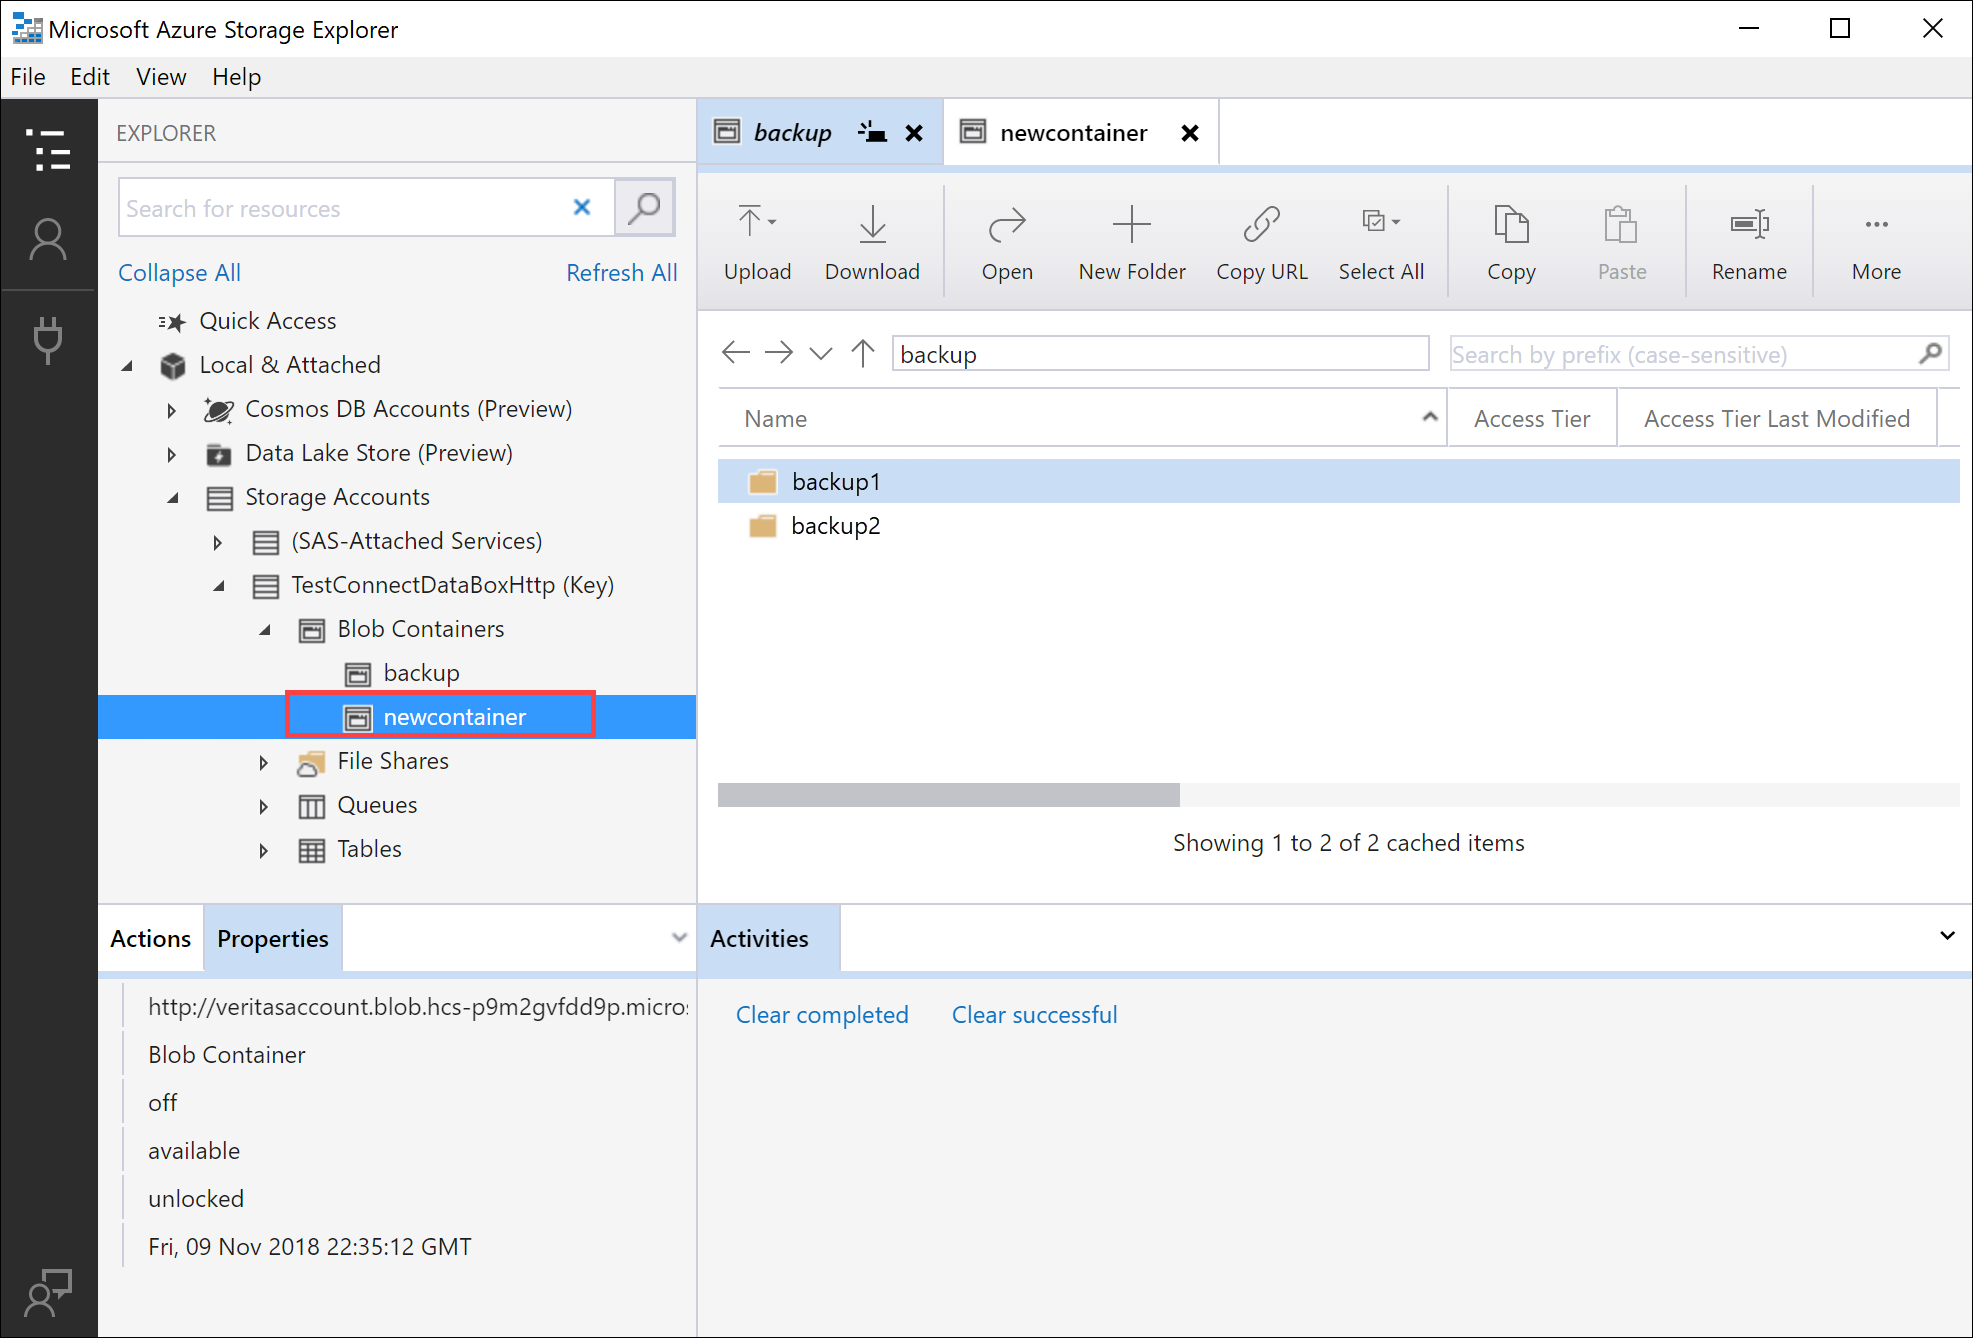 Microsoft Azure Storage Explorer
File Edit View Help
EXPLORER
Search for resources
Collapse All Refresh All
Quick Access
Local & Attached
Cosmos DB Accounts (Preview)
Data Lake Store (Preview)
Storage Accounts
(SAS-Attached Services)
TestConnectDataBoxHttp (Key)
Blob Containers
backup
newcontainer
File Shares
Queues
Tables
backup newcontainer
Upload Download Open New Folder Copy URL Select All Copy Paste Rename More
backup Search by prefix (case-sensitive)
Name Access Tier Access Tier Last Modified
backup1
backup2
Showing 1 to 2 of 2 cached items
Actions Properties
http://veritasaccount.blob.hcs-p9m2gvfdd9p.micros
Blob Container
off
available
unlocked
Fri, 09 Nov 2018 22:35:12 GMT
Activities
Clear completed Clear successful